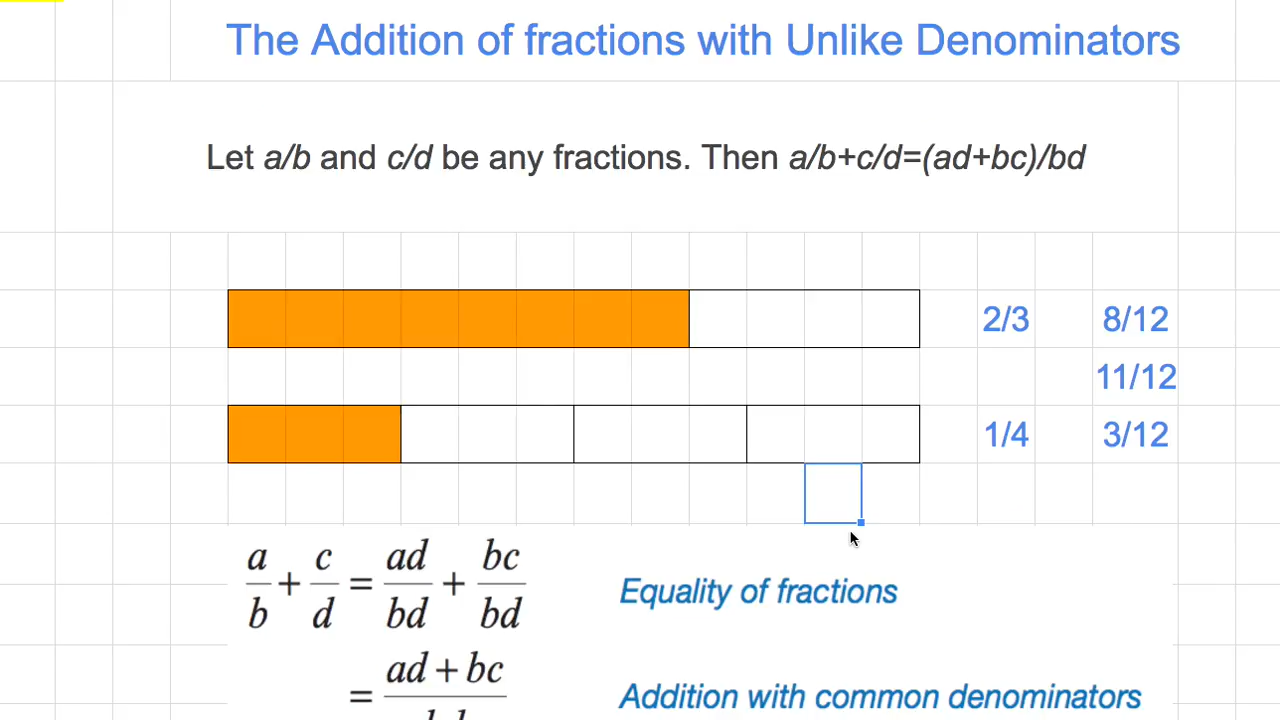 The Addition of fractions with Unlike Denominators
Let a/b and c/d be any fractions. Then a/b+c/d=(ad+bc)/bd
2/3 8/12
11/12
1/4 3/12
a/b + c/d = ad/bd + bc/bd Equality of fractions
= ad + bc Addition with common denominators